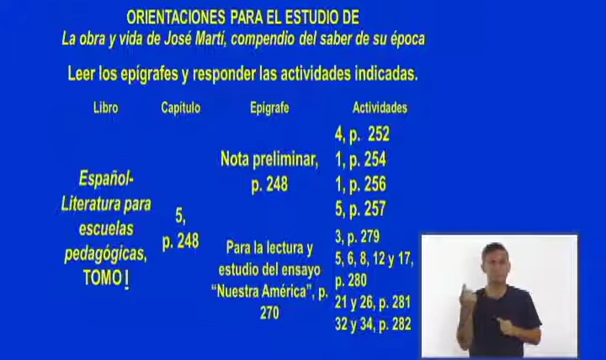 ORIENTACIONES PARA EL ESTUDIO DE
La obra y vida de José Martí, compendio del saber de su época
Leer los epígrafes y responder las actividades indicadas.
Libro Capítulo Epígrafe Actividades
Español-
Literatura para
escuelas
pedagógicas,
TOMO I
5,
p. 248
Nota preliminar,
p. 248
4, p. 252
1, p. 254
1, p. 256
5, p. 257
Para la lectura y
estudio del ensayo
“Nuestra América”, p.
270
3, p. 279
5, 6, 8, 12 y 17,
p. 280
21 y 26, p. 281
32 y 34, p. 282